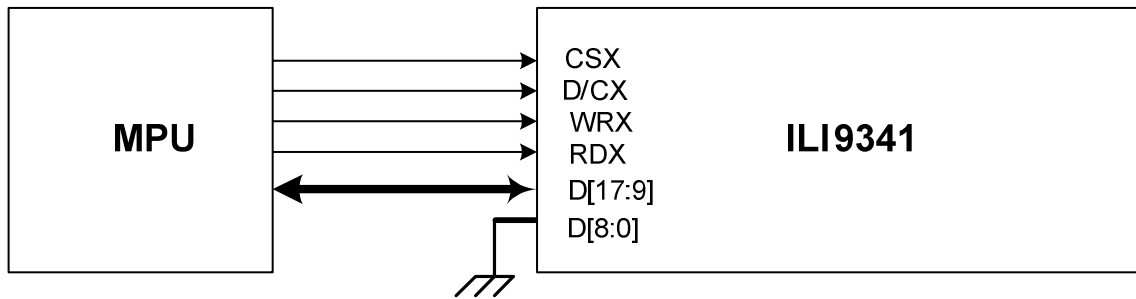 MPU
CSX
D/CX
WRX
RDX
D[17:9]
D[8:0]
ILI9341